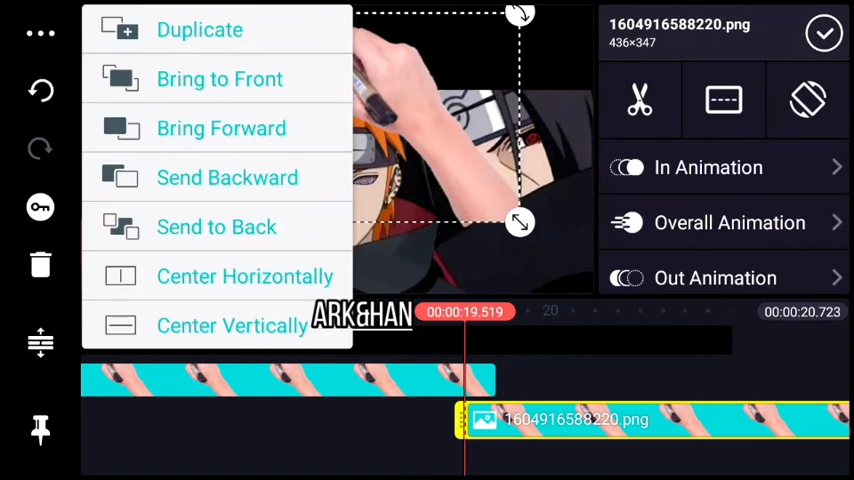 Duplicate
Bring to Front
Bring Forward
Send Backward
Send to Back
Center Horizontally
Center Vertically
ARK&HAN
1604916588220.png
436×347
In Animation
Overall Animation
Out Animation
00:00:19.519
20
00:00:20.723
1604916588220.png